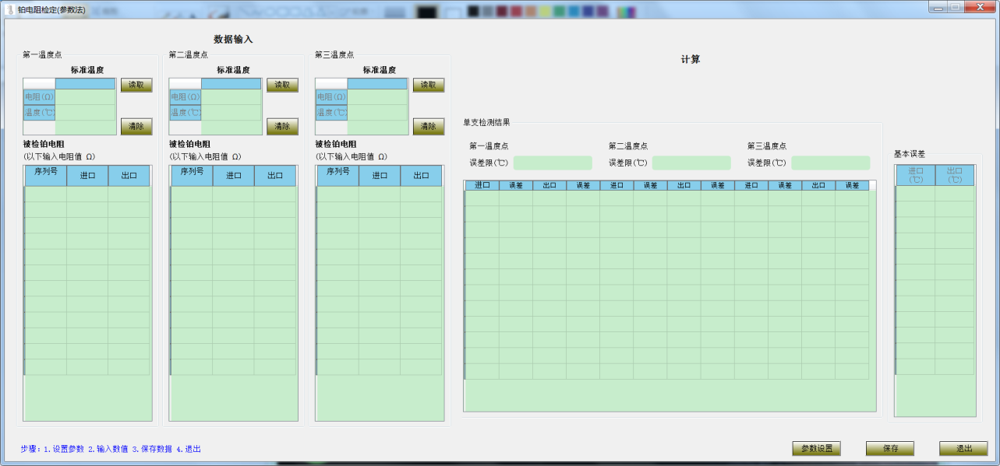 铂电阻检定(参数法)
数据输入
计算
第一温度点
标准温度
读取
电阻(Ω)
温度(℃)
清除
被检铂电阻
(以下输入电阻值 Ω)
序列号 进口 出口
第二温度点
标准温度
读取
电阻(Ω)
温度(℃)
清除
被检铂电阻
(以下输入电阻值 Ω)
序列号 进口 出口
第三温度点
标准温度
读取
电阻(Ω)
温度(℃)
清除
被检铂电阻
(以下输入电阻值 Ω)
序列号 进口 出口
单支检测结果
第一温度点 第二温度点 第三温度点
误差限(℃) 误差限(℃) 误差限(℃)
进口 误差 出口 误差 进口 误差 出口 误差 进口 误差 出口 误差
基本误差
进口 出口
(℃) (℃)
步骤: 1.设置参数 2.输入数值 3.保存数据 4.退出
参数设置 保存 退出